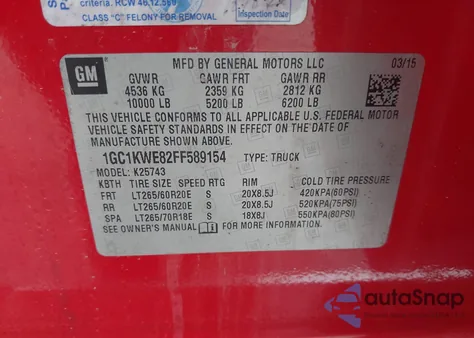 criteria. RCW 46.12.560
CLASS "C" FELONY FOR REMOVAL
Inspection Date
GM
MFD BY GENERAL MOTORS LLC
03/15
GVWR GAWR FRT GAWR RR
4536 KG 2359 KG 2812 KG
10000 LB 5200 LB 6200 LB
THIS VEHICLE CONFORMS TO ALL APPLICABLE U.S. FEDERAL MOTOR
VEHICLE SAFETY STANDARDS IN EFFECT ON THE DATE OF
MANUFACTURE SHOWN ABOVE.
1GC1KWE82FF589154 TYPE: TRUCK
MODEL: K25743
KBTH TIRE SIZE SPEED RTG RIM COLD TIRE PRESSURE
FRT LT265/60R20E S 20X8.5J 420KPA(60PSI)
RR LT265/60R20E S 20X8.5J 520KPA(75PSI)
SPA LT265/70R18E S 18X8J 550KPA(80PSI)
SEE OWNER'S MANUAL FOR MORE INFORMATION.
autoSnap